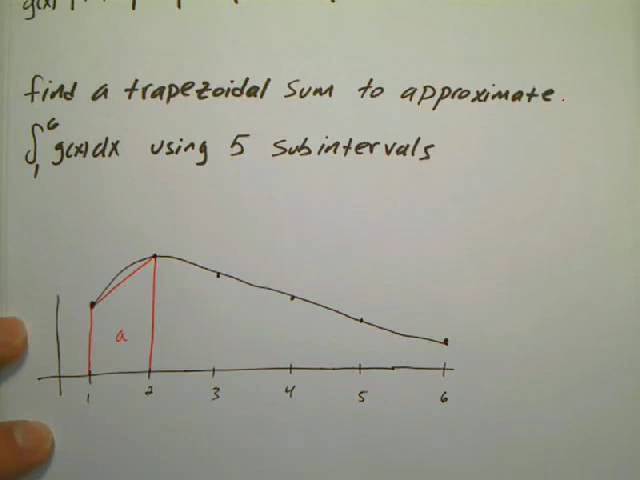 g(x)
find a trapezoidal sum to approximate.
∫₁⁶ g(x) dx using 5 subintervals
a
1 2 3 4 5 6